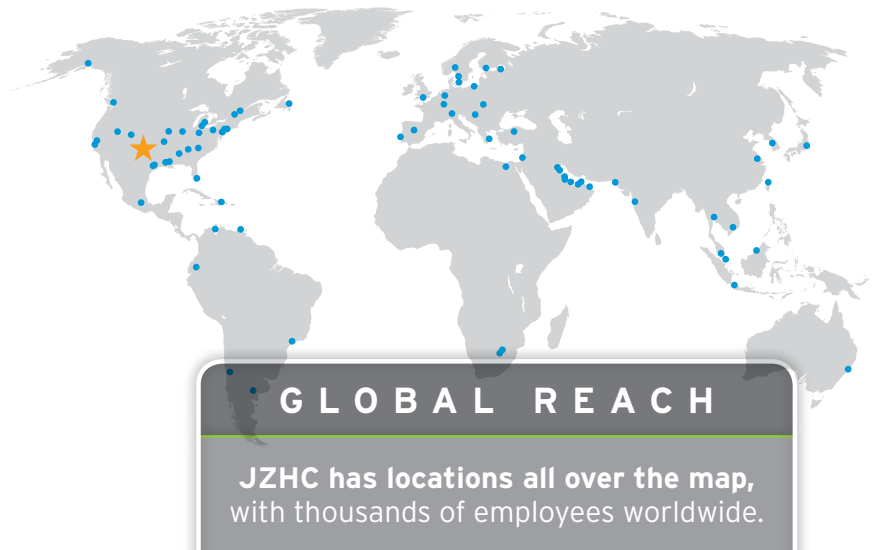 GLOBAL REACH
JZHC has locations all over the map,
with thousands of employees worldwide.